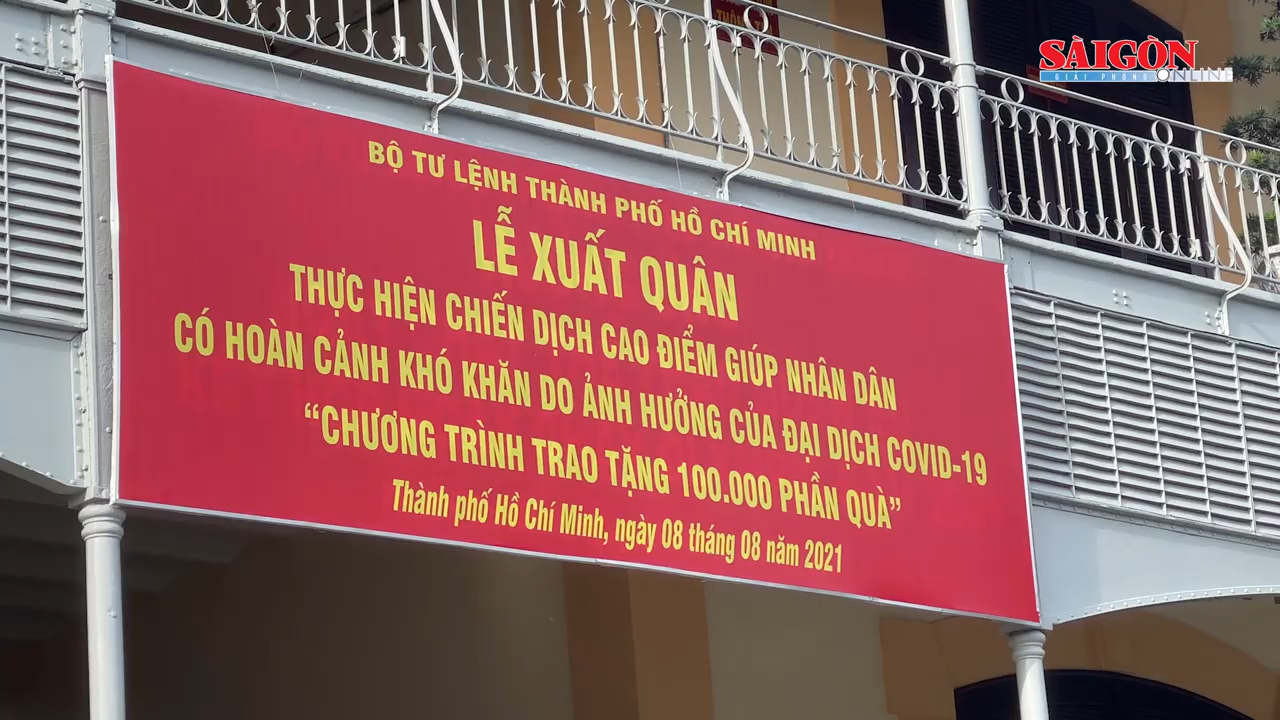 THÔNG TIN
SÀIGÒN
GIẢI PHÓNG ONLINE
BỘ TƯ LỆNH THÀNH PHỐ HỒ CHÍ MINH
LỄ XUẤT QUÂN
THỰC HIỆN CHIẾN DỊCH CAO ĐIỂM GIÚP NHÂN DÂN
CÓ HOÀN CẢNH KHÓ KHĂN DO ẢNH HƯỞNG CỦA ĐẠI DỊCH COVID-19
“CHƯƠNG TRÌNH TRAO TẶNG 100.000 PHẦN QUÀ”
Thành phố Hồ Chí Minh, ngày 08 tháng 08 năm 2021